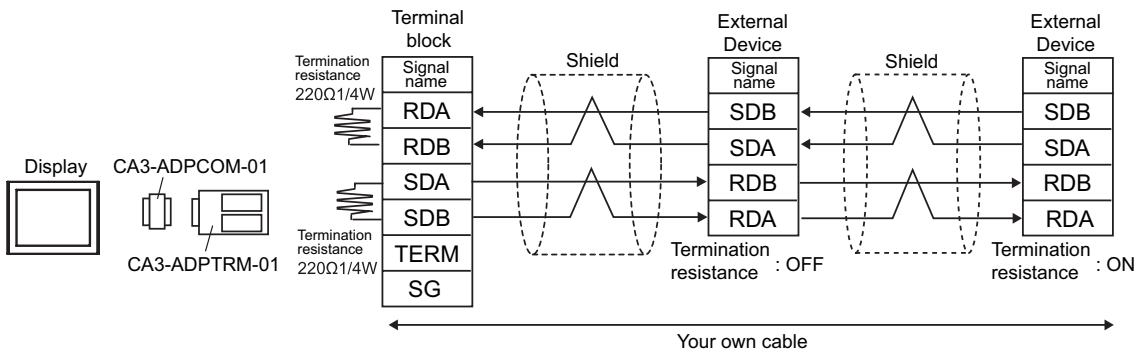 Display
CA3-ADPCOM-01
CA3-ADPTRM-01
Terminal
block
Termination
resistance
220Ω1/4W
Signal
name
RDA
RDB
SDA
SDB
TERM
SG
Termination
resistance
220Ω1/4W
Shield
External
Device
Signal
name
SDB
SDA
RDB
RDA
Termination
resistance : OFF
Shield
External
Device
Signal
name
SDB
SDA
RDB
RDA
Termination
resistance : ON
Your own cable